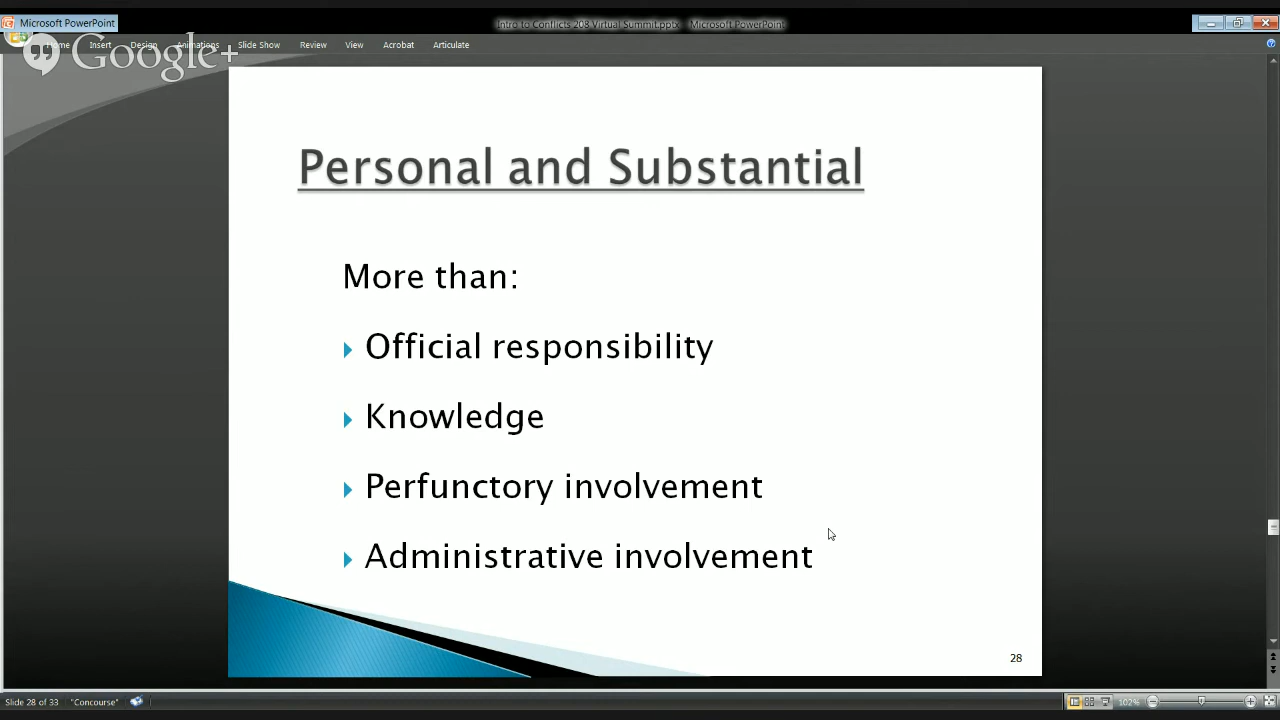 Microsoft PowerPoint
Intro to Conflicts 208 Virtual Summit.pptx - Microsoft PowerPoint
Home Insert Design Animations Slide Show Review View Acrobat Articulate
Google+
Personal and Substantial
More than:
Official responsibility
Knowledge
Perfunctory involvement
Administrative involvement
28
Slide 28 of 33 "Concourse" 102%